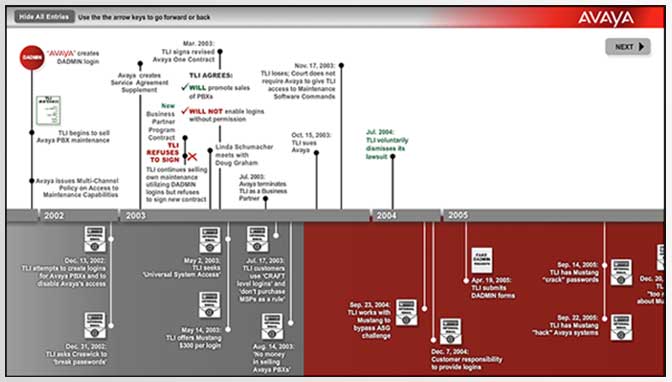 Hide All Entries
Use the the arrow keys to go forward or back
AVAYA
NEXT
DADMIN
"AVAYA" creates
DADMIN login
TLI begins to sell
Avaya PBX maintenance
Avaya issues Multi-Channel
Policy on Access to
Maintenance Capabilities
Avaya creates
Service Agreement
Supplement
Mar. 2003:
TLI signs revised
Avaya One Contract
TLI AGREES:
WILL promote sales
of PBXs
WILL NOT enable logins
without permission
New
Business
Partner
Program
Contract
TLI
REFUSES
TO SIGN
TLI continues selling
own maintenance
utilizing DADMIN
logins but refuses
to sign new contract
Linda Schumacher
meets with
Doug Graham
Jul. 2003:
Avaya terminates
TLI as a Business
Partner
Nov. 17, 2003:
TLI loses; Court does not
require Avaya to give TLI
access to Maintenance
Software Commands
Oct. 15, 2003:
TLI sues
Avaya
Jul. 2004:
TLI voluntarily
dismisses its
lawsuit
2002
2003
2004
2005
Dec. 13, 2002:
TLI attempts to create logins
for Avaya PBXs and to
disable Avaya's access
Dec. 31, 2002:
TLI asks Creswick to
'break passwords'
May 2, 2003:
TLI seeks
'Universal System Access'
May 14, 2003:
TLI offers Mustang
$300 per login
Jul. 17, 2003:
TLI customers
use 'CRAFT
level logins' and
'don't purchase
MSPs as a rule'
Aug. 14, 2003:
'No money
in selling
Avaya PBXs'
Sep. 23, 2004:
TLI works with
Mustang to
bypass ASG
challenge
Dec. 7, 2004:
Customer responsibility
to provide logins
Apr. 19, 2005:
TLI submits
DADMIN forms
Sep. 14, 2005:
TLI has Mustang
"crack" passwords
Sep. 22, 2005:
TLI has Mustang
"hack" Avaya systems
De
"too
about M